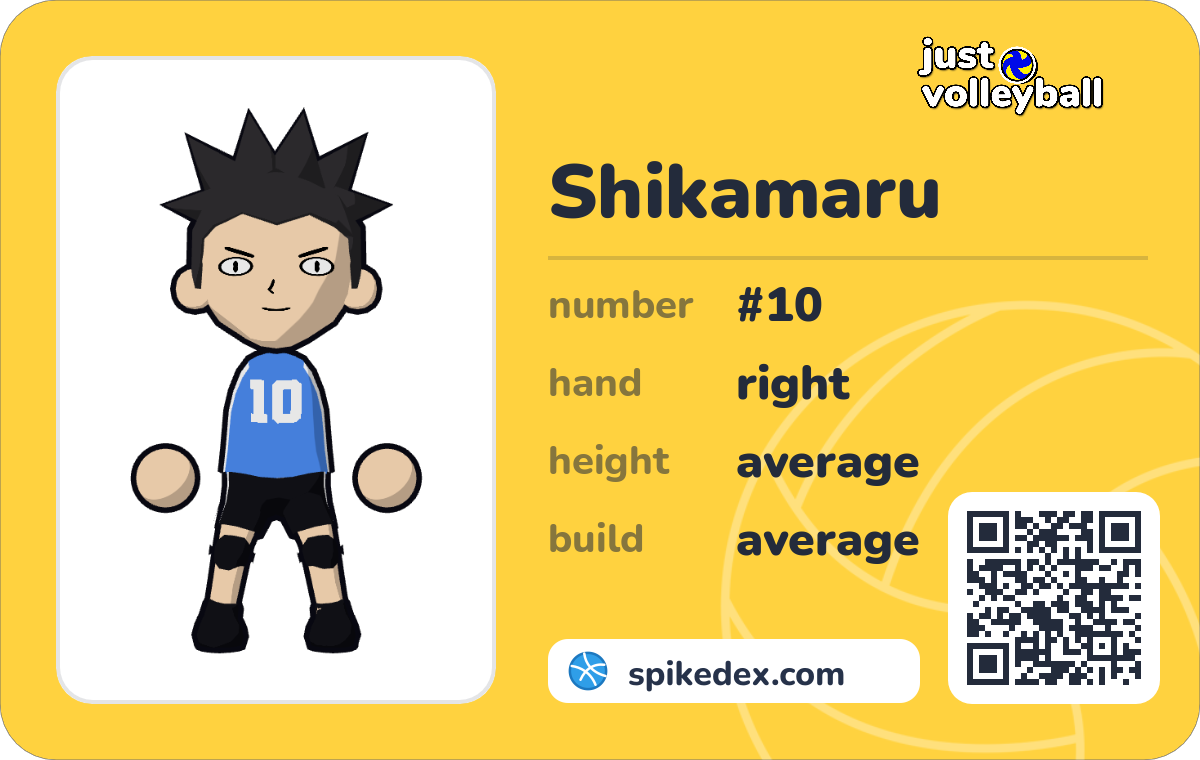 just
volleyball
Shikamaru
number #10
hand right
height average
build average
10
spikedex.com